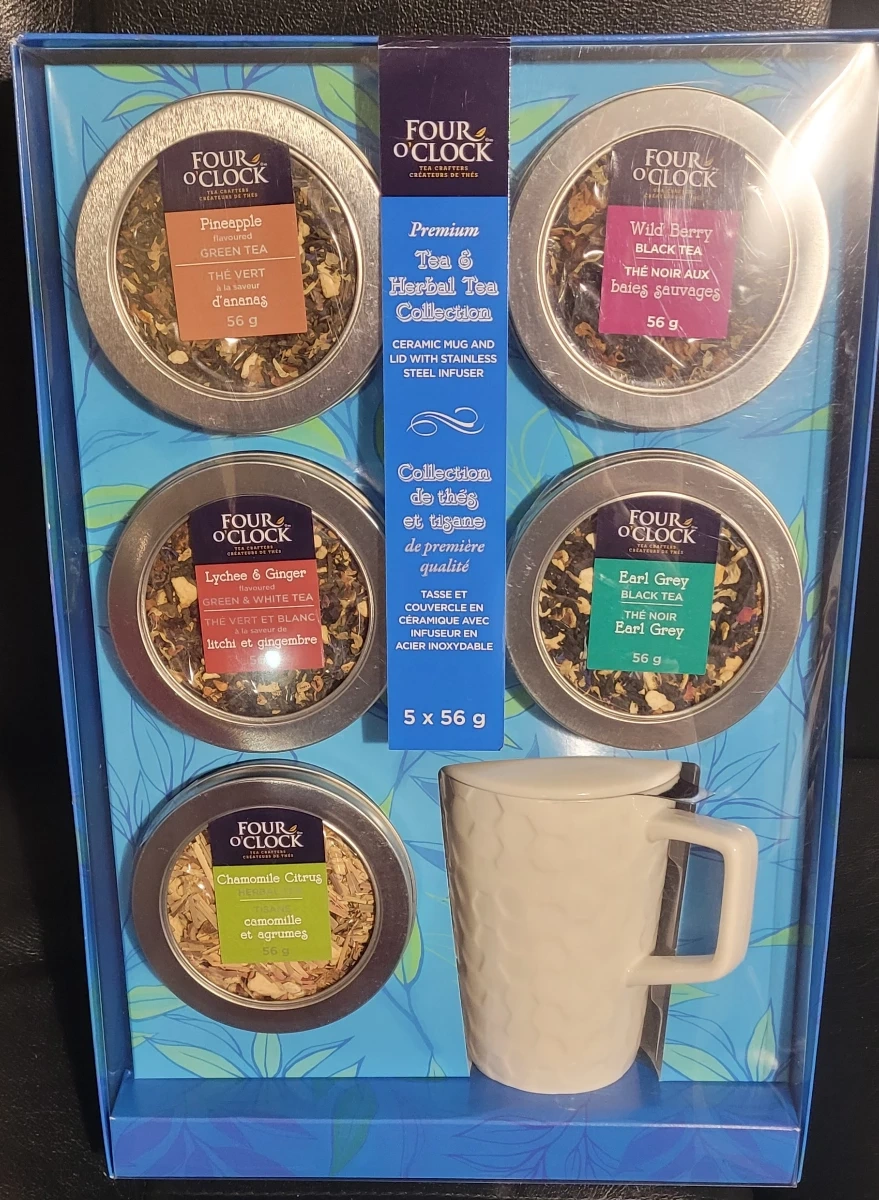 FOUR
O'CLOCK
TEA CRAFTERS
CRÉATEURS DE THÉS
Premium
Tea &
Herbal Tea
Collection
CERAMIC MUG AND
LID WITH STAINLESS
STEEL INFUSER
Collection
de thés
et tisane
de première
qualité
TASSE ET
COUVERCLE EN
CÉRAMIQUE AVEC
INFUSEUR EN
ACIER INOXYDABLE
5 x 56 g
FOUR
O'CLOCK
TEA CRAFTERS
CRÉATEURS DE THÉS
Pineapple
flavoured
GREEN TEA
THÉ VERT
à la saveur
d'ananas
56 g
FOUR
O'CLOCK
TEA CRAFTERS
CRÉATEURS DE THÉS
Wild Berry
BLACK TEA
THÉ NOIR AUX
baies sauvages
56 g
FOUR
O'CLOCK
TEA CRAFTERS
CRÉATEURS DE THÉS
Lychee & Ginger
flavoured
GREEN & WHITE TEA
THÉ VERT ET BLANC
à la saveur de
litchi et gingembre
FOUR
O'CLOCK
TEA CRAFTERS
CRÉATEURS DE THÉS
Earl Grey
BLACK TEA
THÉ NOIR
Earl Grey
56 g
FOUR
O'CLOCK
TEA CRAFTERS
CRÉATEURS DE THÉS
Chamomile Citrus
HERBAL TEA
TISANE
camomille
et agrumes
56 g